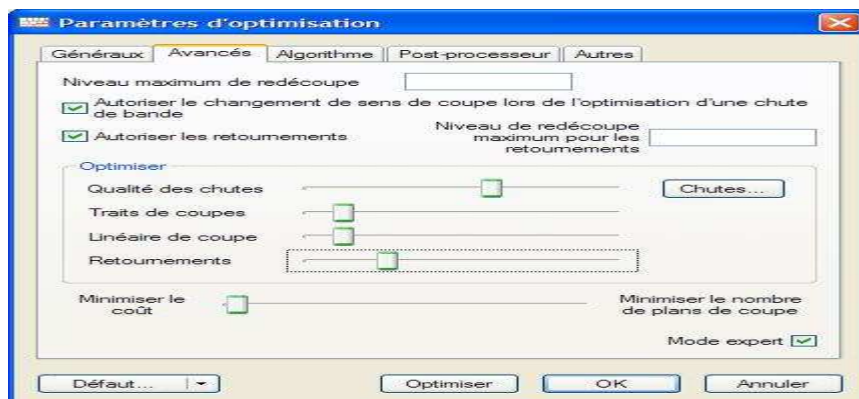 Paramètres d'optimisation
Généraux Avancés Algorithme Post-processeur Autres
Niveau maximum de redécoupe
Autoriser le changement de sens de coupe lors de l'optimisation d'une chute
de bande
Autoriser les retournements
Niveau de redécoupe
maximum pour les
retournements
Optimiser
Qualité des chutes
Chutes...
Traits de coupes
Linéaire de coupe
Retournements
Minimiser le
coût
Minimiser le nombre
de plans de coupe
Mode expert
Défaut... Optimiser OK Annuler